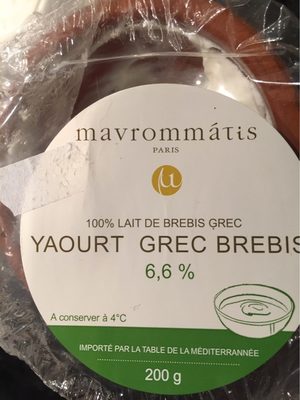 mavrommátis
PARIS
μ
100% LAIT DE BREBIS GREC
YAOURT GREC BREBIS
6,6 %
A conserver à 4°C
IMPORTÉ PAR LA TABLE DE LA MÉDITERRANNÉE
200 g